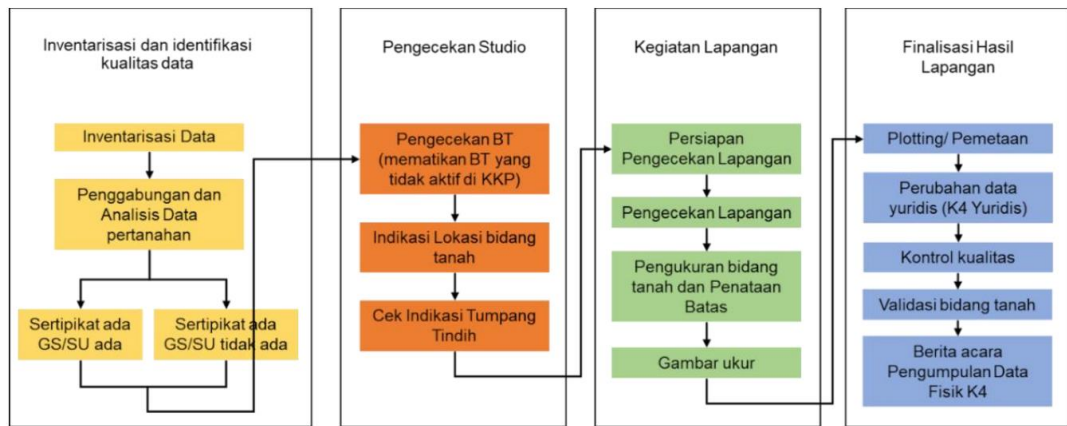 Inventarisasi dan identifikasi
kualitas data
Inventarisasi Data
Penggabungan dan
Analisis Data
pertanahan
Sertipikat ada
GS/SU ada
Sertipikat ada
GS/SU tidak ada
Pengecekan Studio
Pengecekan BT
(mematikan BT yang
tidak aktif di KKP)
Indikasi Lokasi bidang
tanah
Cek Indikasi Tumpang
Tindih
Kegiatan Lapangan
Persiapan
Pengecekan Lapangan
Pengecekan Lapangan
Pengukuran bidang
tanah dan Penataan
Batas
Gambar ukur
Finalisasi Hasil
Lapangan
Plotting/ Pemetaan
Perubahan data
yuridis (K4 Yuridis)
Kontrol kualitas
Validasi bidang tanah
Berita acara
Pengumpulan Data
Fisik K4